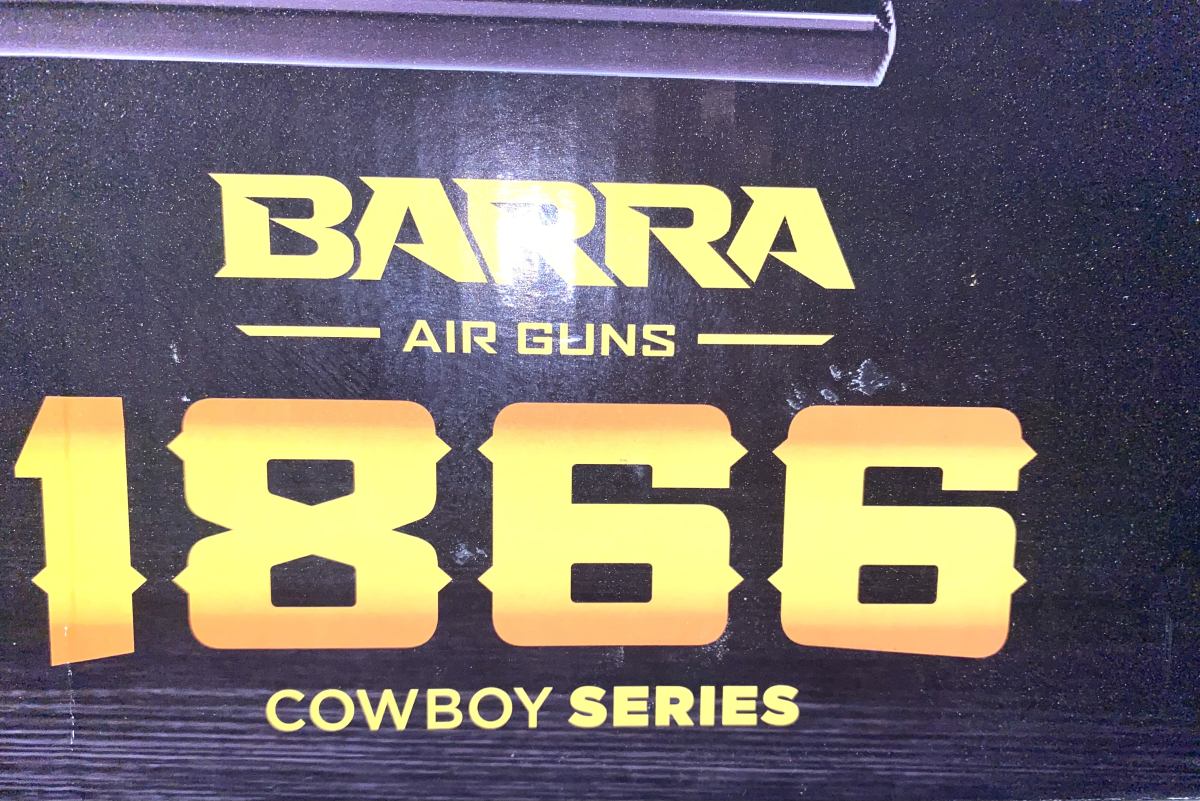 BARRA
AIR GUNS
1866
COWBOY SERIES